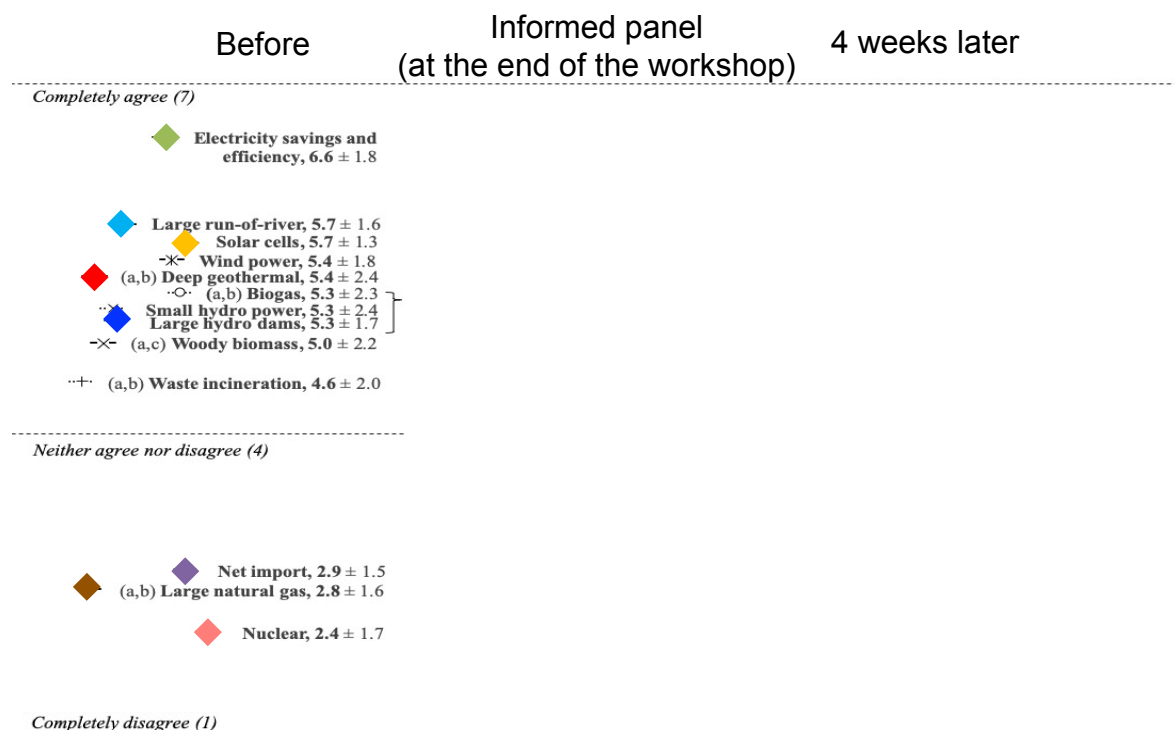 Before
Informed panel
(at the end of the workshop)
4 weeks later
Completely agree (7)
Electricity savings and
efficiency, 6.6 ± 1.8
Large run-of-river, 5.7 ± 1.6
Solar cells, 5.7 ± 1.3
Wind power, 5.4 ± 1.8
(a,b) Deep geothermal, 5.4 ± 2.4
(a,b) Biogas, 5.3 ± 2.3
Small hydro power, 5.3 ± 2.4
Large hydro dams, 5.3 ± 1.7
(a,c) Woody biomass, 5.0 ± 2.2
(a,b) Waste incineration, 4.6 ± 2.0
Neither agree nor disagree (4)
Net import, 2.9 ± 1.5
(a,b) Large natural gas, 2.8 ± 1.6
Nuclear, 2.4 ± 1.7
Completely disagree (1)